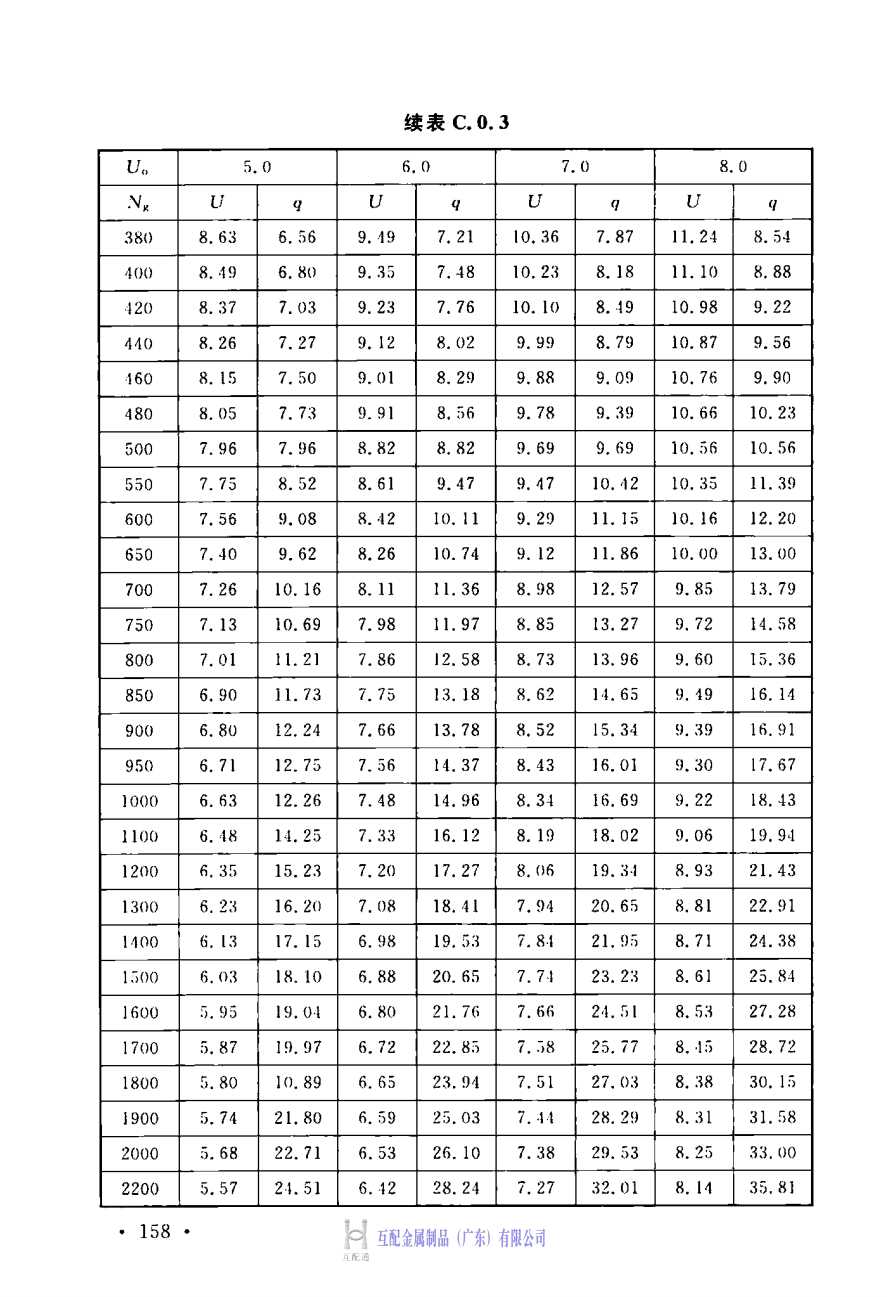 续表 C.0.3
U₀ 5.0 6.0 7.0 8.0
Ng U q U q U q U q
380 8.63 6.56 9.49 7.21 10.36 7.87 11.24 8.54
400 8.49 6.80 9.35 7.48 10.23 8.18 11.10 8.88
420 8.37 7.03 9.23 7.76 10.10 8.49 10.98 9.22
440 8.26 7.27 9.12 8.02 9.99 8.79 10.87 9.56
460 8.15 7.50 9.01 8.29 9.88 9.09 10.76 9.90
480 8.05 7.73 9.91 8.56 9.78 9.39 10.66 10.23
500 7.96 7.96 8.82 8.82 9.69 9.69 10.56 10.56
550 7.75 8.52 8.61 9.47 9.47 10.42 10.35 11.39
600 7.56 9.08 8.42 10.11 9.29 11.15 10.16 12.20
650 7.40 9.62 8.26 10.74 9.12 11.86 10.00 13.00
700 7.26 10.16 8.11 11.36 8.98 12.57 9.85 13.79
750 7.13 10.69 7.98 11.97 8.85 13.27 9.72 14.58
800 7.01 11.21 7.86 12.58 8.73 13.96 9.60 15.36
850 6.90 11.73 7.75 13.18 8.62 14.65 9.49 16.14
900 6.80 12.24 7.66 13.78 8.52 15.34 9.39 16.91
950 6.71 12.75 7.56 14.37 8.43 16.01 9.30 17.67
1000 6.63 12.26 7.48 14.96 8.34 16.69 9.22 18.43
1100 6.48 14.25 7.33 16.12 8.19 18.02 9.06 19.94
1200 6.35 15.23 7.20 17.27 8.06 19.34 8.93 21.43
1300 6.23 16.20 7.08 18.41 7.94 20.65 8.81 22.91
1400 6.13 17.15 6.98 19.53 7.84 21.95 8.71 24.38
1500 6.03 18.10 6.88 20.65 7.74 23.23 8.61 25.84
1600 5.95 19.04 6.80 21.76 7.66 24.51 8.53 27.28
1700 5.87 19.97 6.72 22.85 7.58 25.77 8.45 28.72
1800 5.80 10.89 6.65 23.94 7.51 27.03 8.38 30.15
1900 5.74 21.80 6.59 25.03 7.44 28.29 8.31 31.58
2000 5.68 22.71 6.53 26.10 7.38 29.53 8.25 33.00
2200 5.57 24.51 6.42 28.24 7.27 32.01 8.14 35.81
· 158 ·
互配金属制品（广东）有限公司
互配通